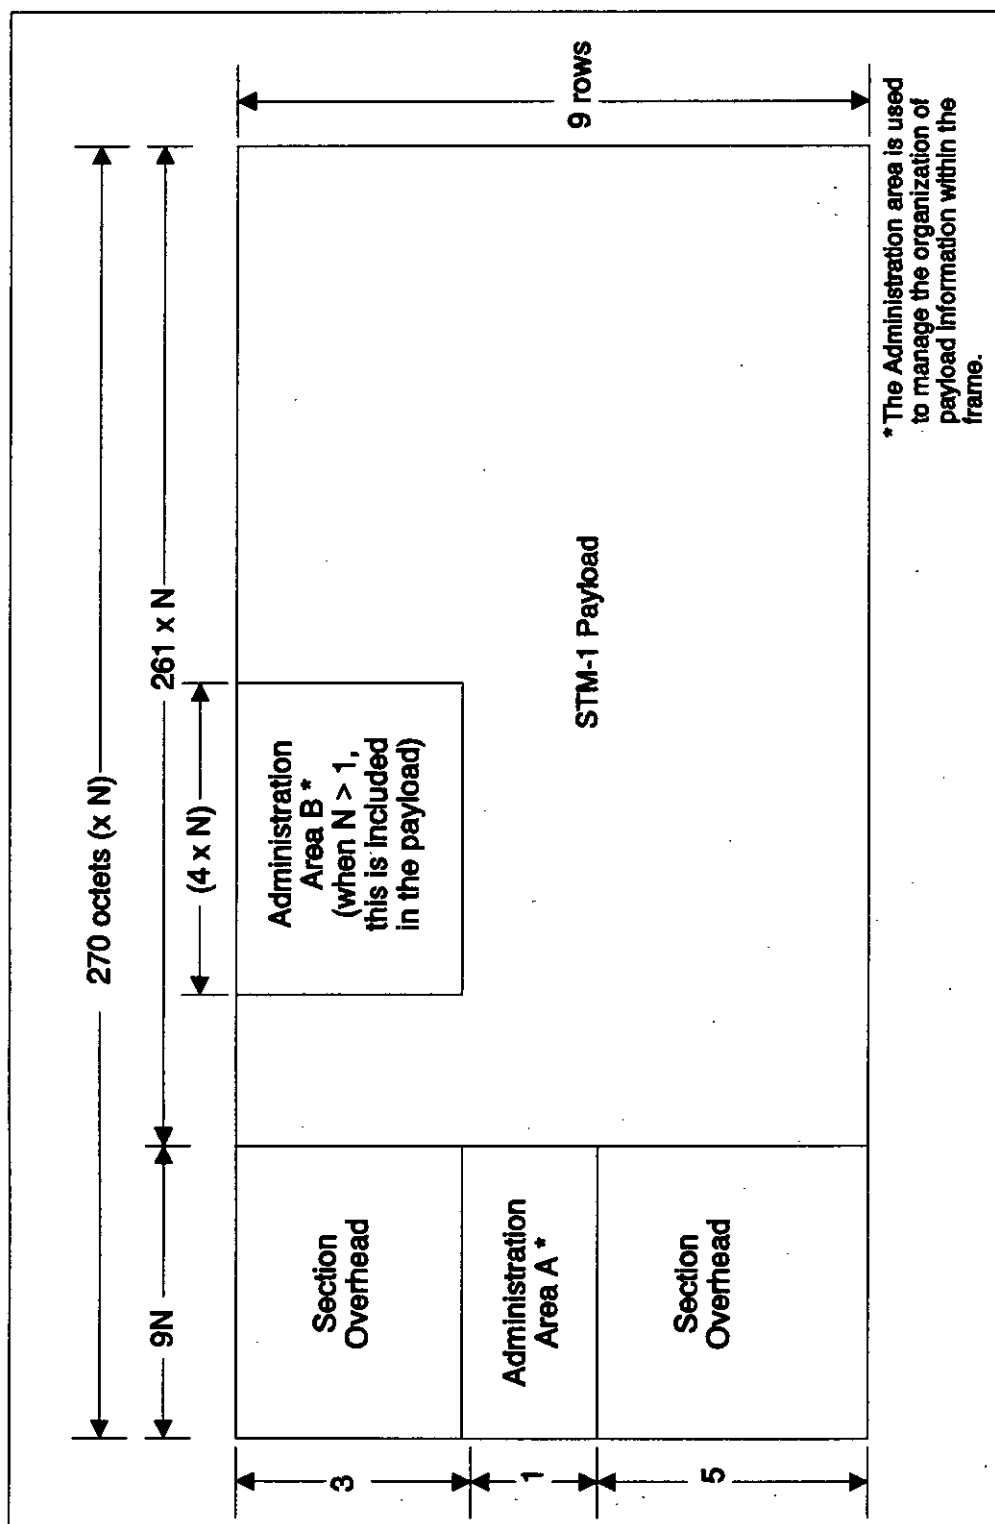 270 octets (x N)
9N
261 x N
(4 x N)
3
1
5
Section
Overhead
Administration
Area A *
Section
Overhead
Administration
Area B *
(when N > 1,
this is included
in the payload)
STM-1 Payload
9 rows
* The Administration area is used
to manage the organization of
payload information within the
frame.